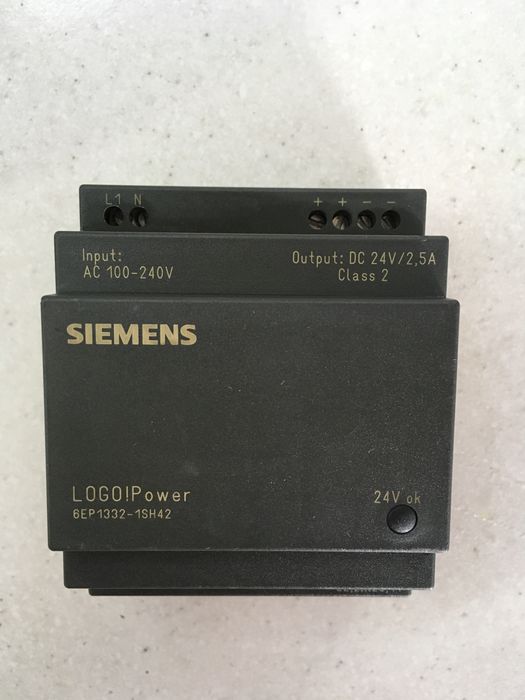 L1 N + + − −
Input: Output: DC 24V/2,5A
AC 100-240V Class 2
SIEMENS
LOGO!Power 24V ok
6EP1332-1SH42